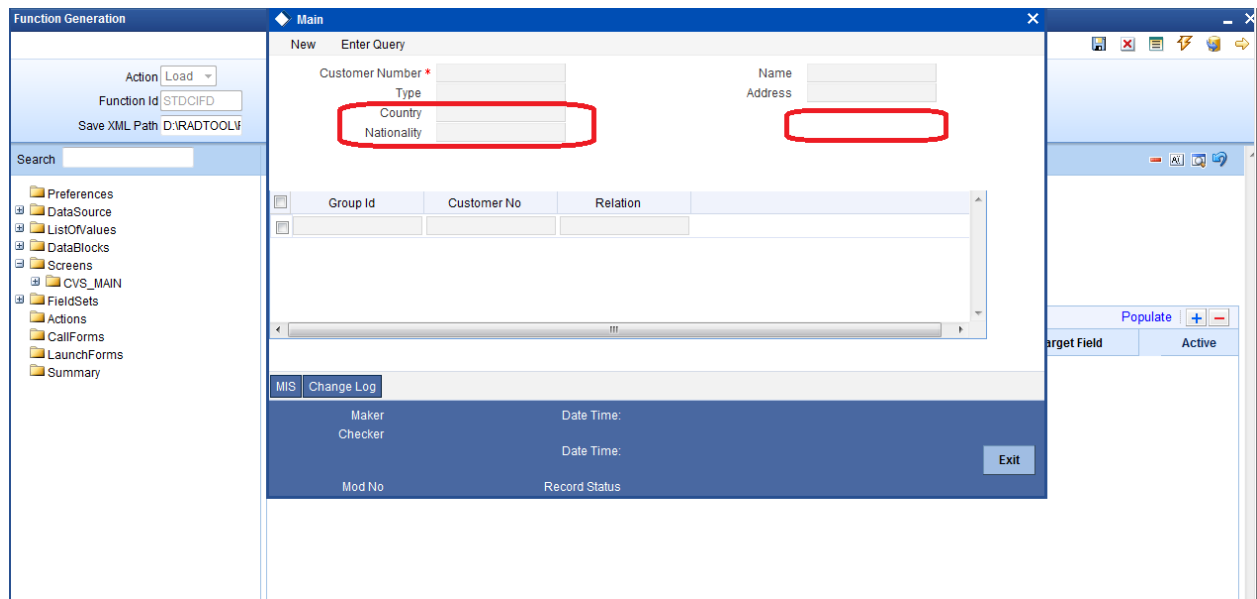 Function Generation
Main
New Enter Query
Action Load
Function Id STDCIFD
Save XML Path D:\RADTOOL\F
Customer Number *
Type
Country
Nationality
Name
Address
Search
Preferences
DataSource
ListOfValues
DataBlocks
Screens
CVS_MAIN
FieldSets
Actions
CallForms
LaunchForms
Summary
Group Id Customer No Relation
Populate
arget Field Active
MIS Change Log
Maker Date Time:
Checker
Date Time:
Exit
Mod No Record Status